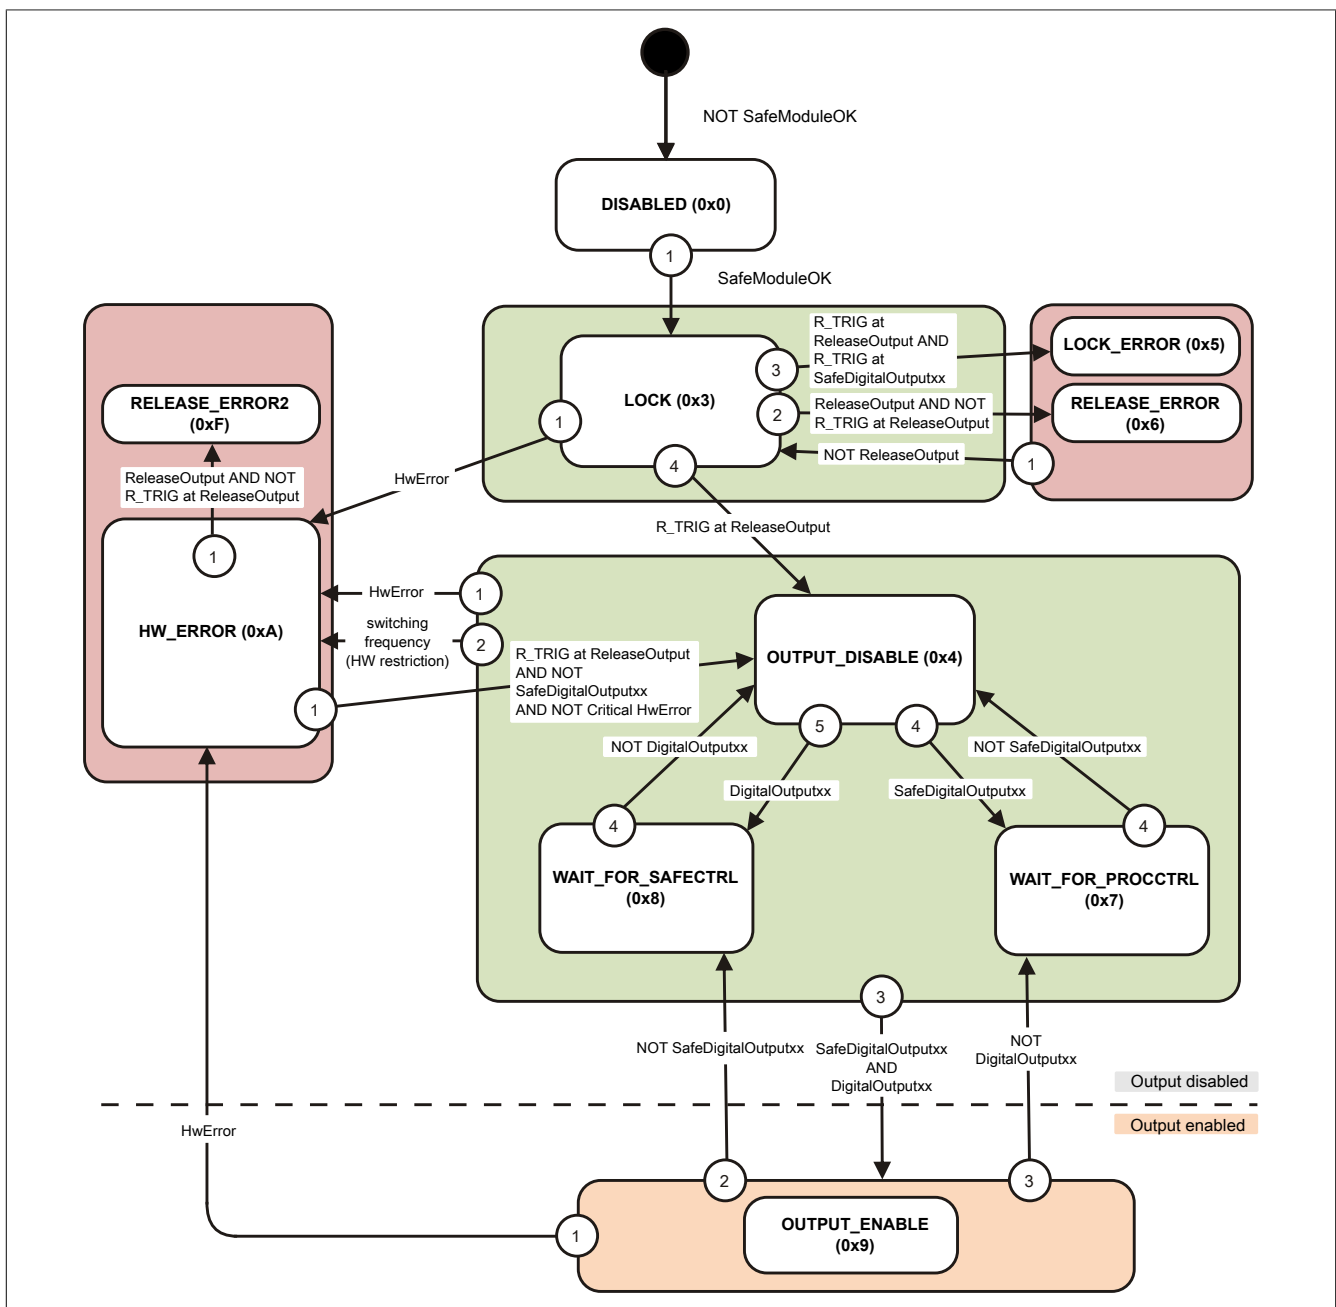 NOT SafeModuleOK
DISABLED (0x0)
1
SafeModuleOK
R_TRIG at
ReleaseOutput AND
R_TRIG at
SafeDigitalOutputxx
3
LOCK_ERROR (0x5)
LOCK (0x3)
1
2
ReleaseOutput AND NOT
R_TRIG at ReleaseOutput
RELEASE_ERROR
(0x6)
NOT ReleaseOutput
1
4
RELEASE_ERROR2
(0xF)
ReleaseOutput AND NOT
R_TRIG at ReleaseOutput
HwError
R_TRIG at ReleaseOutput
1
HW_ERROR (0xA)
HwError
1
switching
frequency
(HW restriction)
2
1
R_TRIG at ReleaseOutput
AND NOT
SafeDigitalOutputxx
AND NOT Critical HwError
OUTPUT_DISABLE (0x4)
5
4
NOT DigitalOutputxx
NOT SafeDigitalOutputxx
DigitalOutputxx
SafeDigitalOutputxx
4
4
WAIT_FOR_SAFECTRL
(0x8)
WAIT_FOR_PROCCTRL
(0x7)
3
NOT SafeDigitalOutputxx
SafeDigitalOutputxx
AND
DigitalOutputxx
NOT
DigitalOutputxx
Output disabled
Output enabled
HwError
2
3
1
OUTPUT_ENABLE
(0x9)